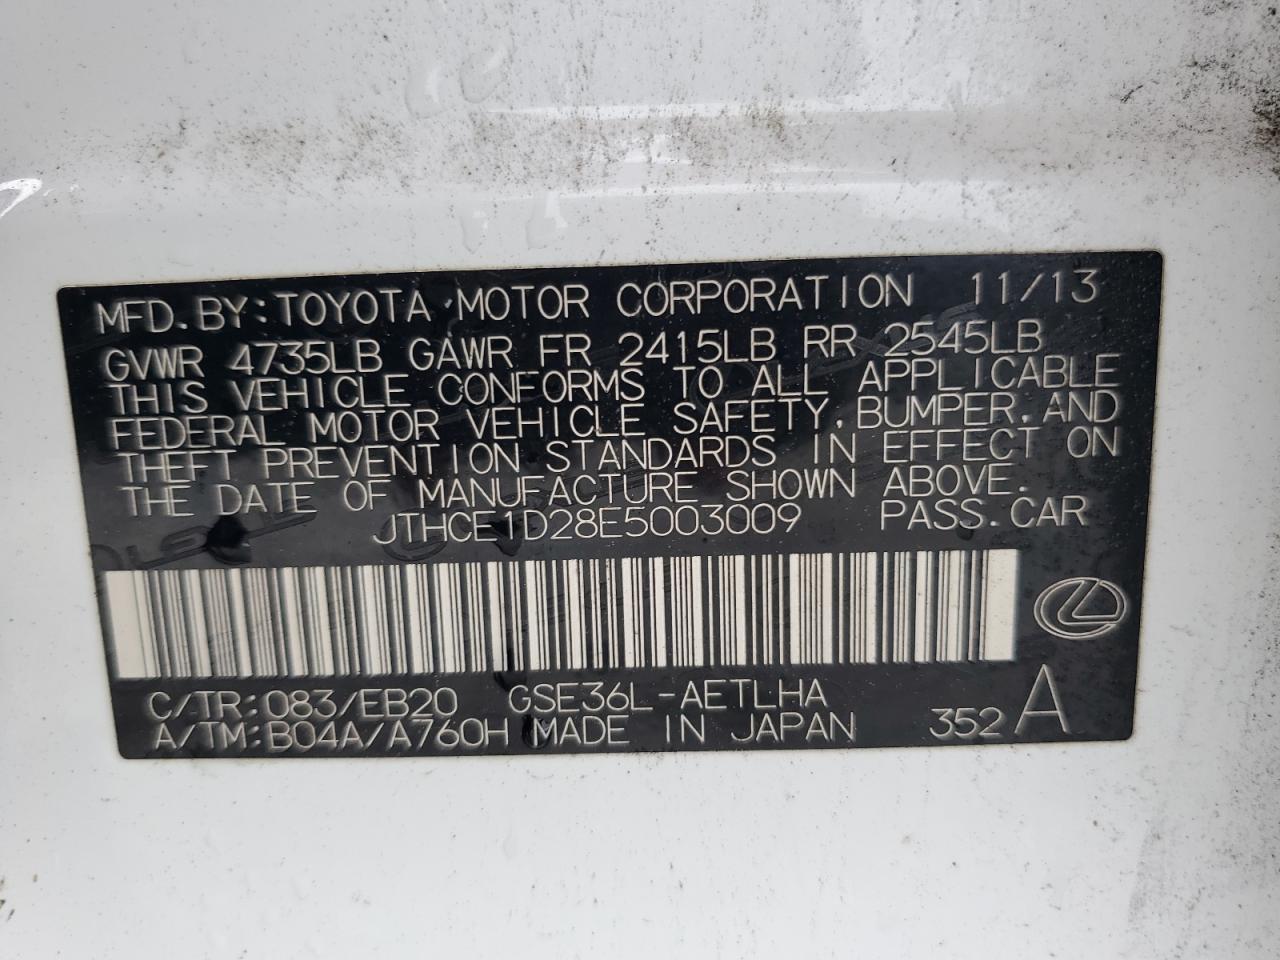 MFD.BY:TOYOTA MOTOR CORPORATION 11/13
GVWR 4735LB GAWR FR 2415LB RR 2545LB
THIS VEHICLE CONFORMS TO ALL APPLICABLE
FEDERAL MOTOR VEHICLE SAFETY,BUMPER,AND
THEFT PREVENTION STANDARDS IN EFFECT ON
THE DATE OF MANUFACTURE SHOWN ABOVE.
JTHCE1D28E5003009 PASS.CAR
C/TR:083/EB20 GSE36L-AETLHA
A/TM:B04A/A760H MADE IN JAPAN 352 A